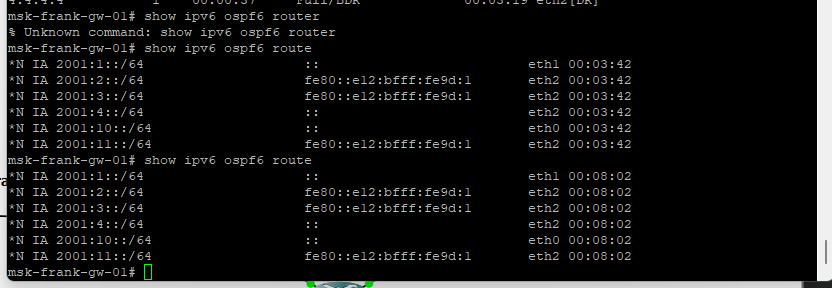 4.4.4.4 1 00:00:37 Full/BDR 00:03:19 eth2[DR]
msk-frank-gw-01# show ipv6 ospf6 router
% Unknown command: show ipv6 ospf6 router
msk-frank-gw-01# show ipv6 ospf6 route
*N IA 2001:1::/64 :: eth1 00:03:42
*N IA 2001:2::/64 fe80::e12:bfff:fe9d:1 eth2 00:03:42
*N IA 2001:3::/64 fe80::e12:bfff:fe9d:1 eth2 00:03:42
*N IA 2001:4::/64 :: eth2 00:03:42
*N IA 2001:10::/64 :: eth0 00:03:42
*N IA 2001:11::/64 fe80::e12:bfff:fe9d:1 eth2 00:03:42
msk-frank-gw-01# show ipv6 ospf6 route
*N IA 2001:1::/64 :: eth1 00:08:02
*N IA 2001:2::/64 fe80::e12:bfff:fe9d:1 eth2 00:08:02
*N IA 2001:3::/64 fe80::e12:bfff:fe9d:1 eth2 00:08:02
*N IA 2001:4::/64 :: eth2 00:08:02
*N IA 2001:10::/64 :: eth0 00:08:02
*N IA 2001:11::/64 fe80::e12:bfff:fe9d:1 eth2 00:08:02
msk-frank-gw-01#